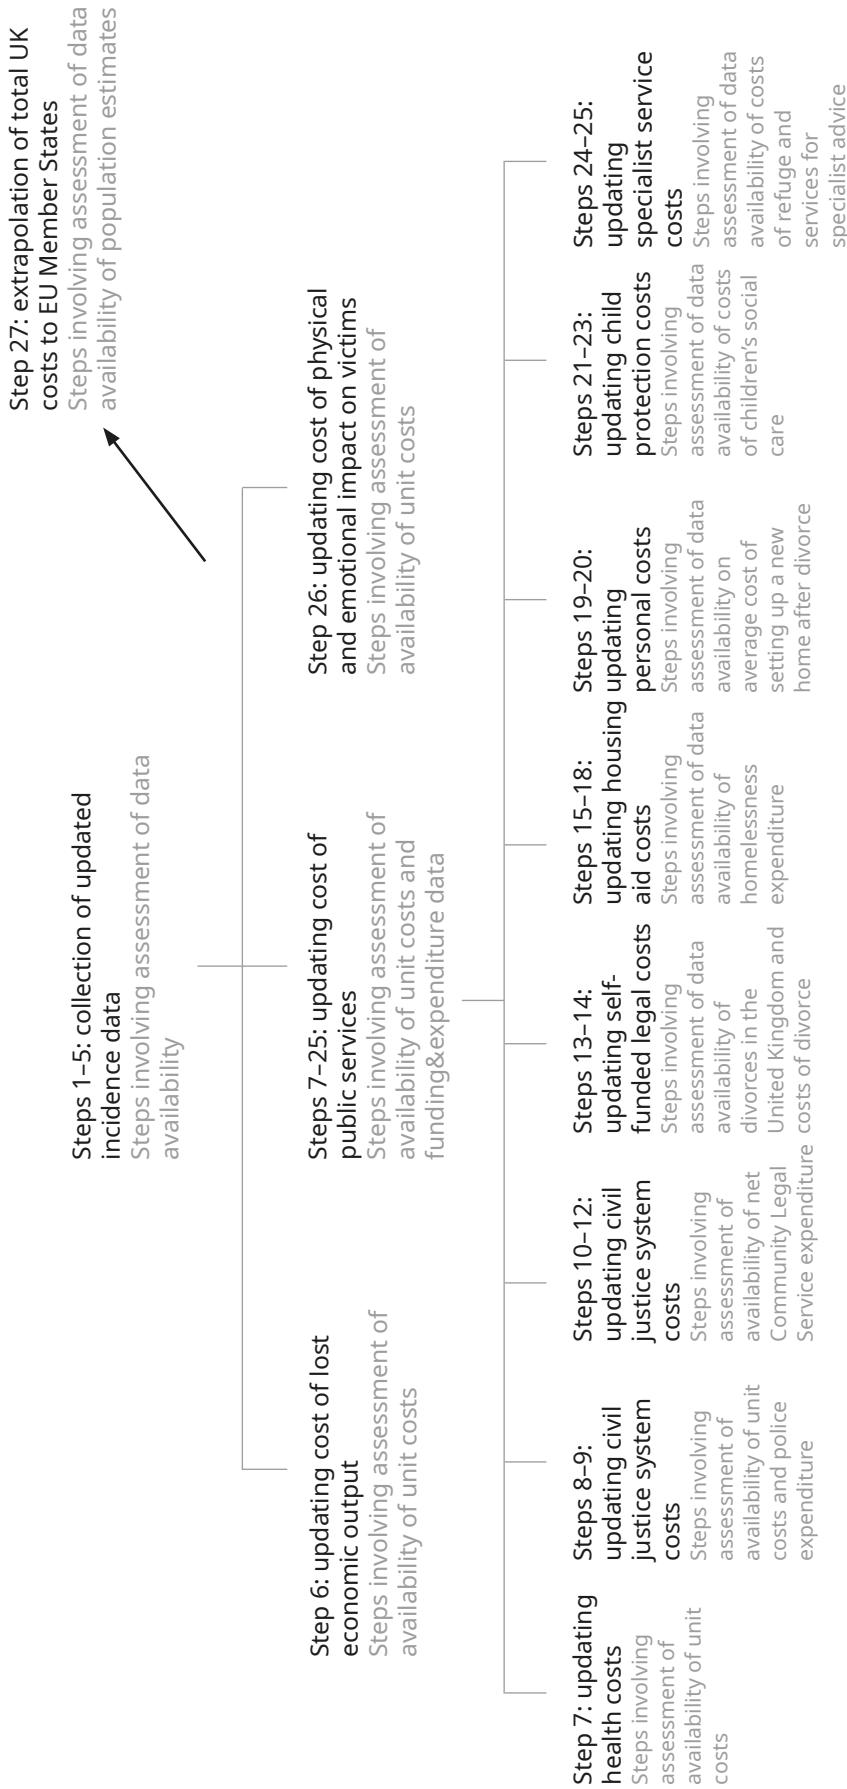 Step 27: extrapolation of total UK
costs to EU Member States
Steps involving assessment of data
availability of population estimates
Steps 1–5: collection of updated
incidence data
Steps involving assessment of data
availability
Step 6: updating cost of lost
economic output
Steps involving assessment of
availability of unit costs
Steps 7–25: updating cost of
public services
Steps involving assessment of
availability of unit costs and
funding&expenditure data
Step 26: updating cost of physical
and emotional impact on victims
Steps involving assessment of
availability of unit costs
Step 7: updating
health costs
Steps involving
assessment of
availability of unit
costs
Steps 8–9:
updating civil
justice system
costs
Steps involving
assessment of
availability of unit
costs and police
expenditure
Steps 10–12:
updating civil
justice system
costs
Steps involving
assessment of
availability of net
Community Legal
Service expenditure
Steps 13–14:
updating self-
funded legal costs
Steps involving
assessment of data
availability of
divorces in the
United Kingdom and
costs of divorce
Steps 15–18:
updating housing
aid costs
Steps involving
assessment of data
availability of
homelessness
expenditure
Steps 19–20:
updating
personal costs
Steps involving
assessment of data
availability on
average cost of
setting up a new
home after divorce
Steps 21–23:
updating child
protection costs
Steps involving
assessment of data
availability of costs
of children’s social
care
Steps 24–25:
updating
specialist service
costs
Steps involving
assessment of data
availability of costs
of refuge and
services for
specialist advice